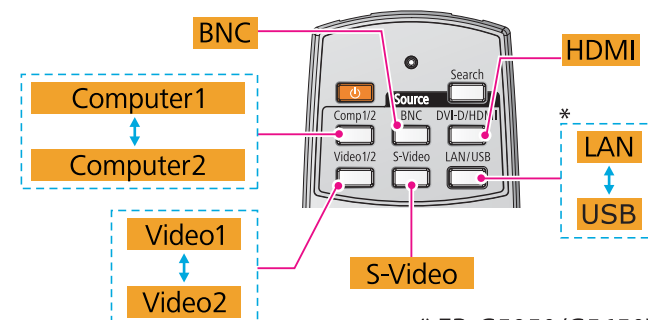 BNC
HDMI
Search
Source
Computer1
Computer2
Comp1/2 BNC DVI-D/HDMI
Video1/2 S-Video LAN/USB
*
LAN
USB
Video1
Video2
S-Video